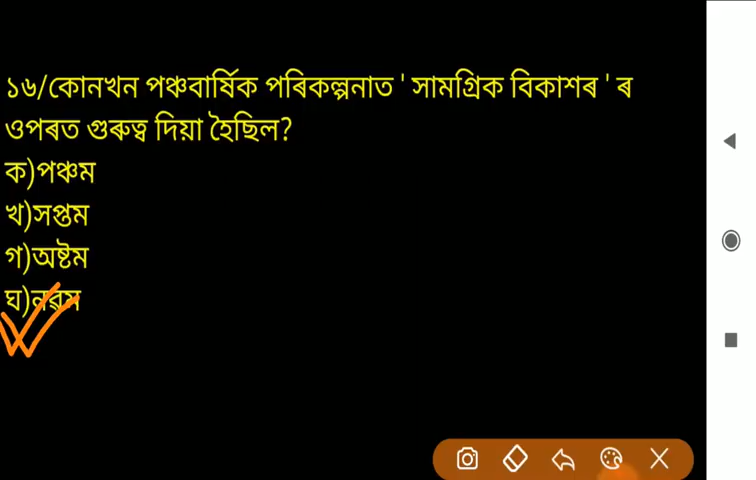 ১৬/কোনখন পঞ্চবাৰ্ষিক পৰিকল্পনাত ' সামগ্ৰিক বিকাশৰ ' ৰ
ওপৰত গুৰুত্ব দিয়া হৈছিল?
ক)পঞ্চম
খ)সপ্তম
গ)অষ্টম
ঘ)নৱম